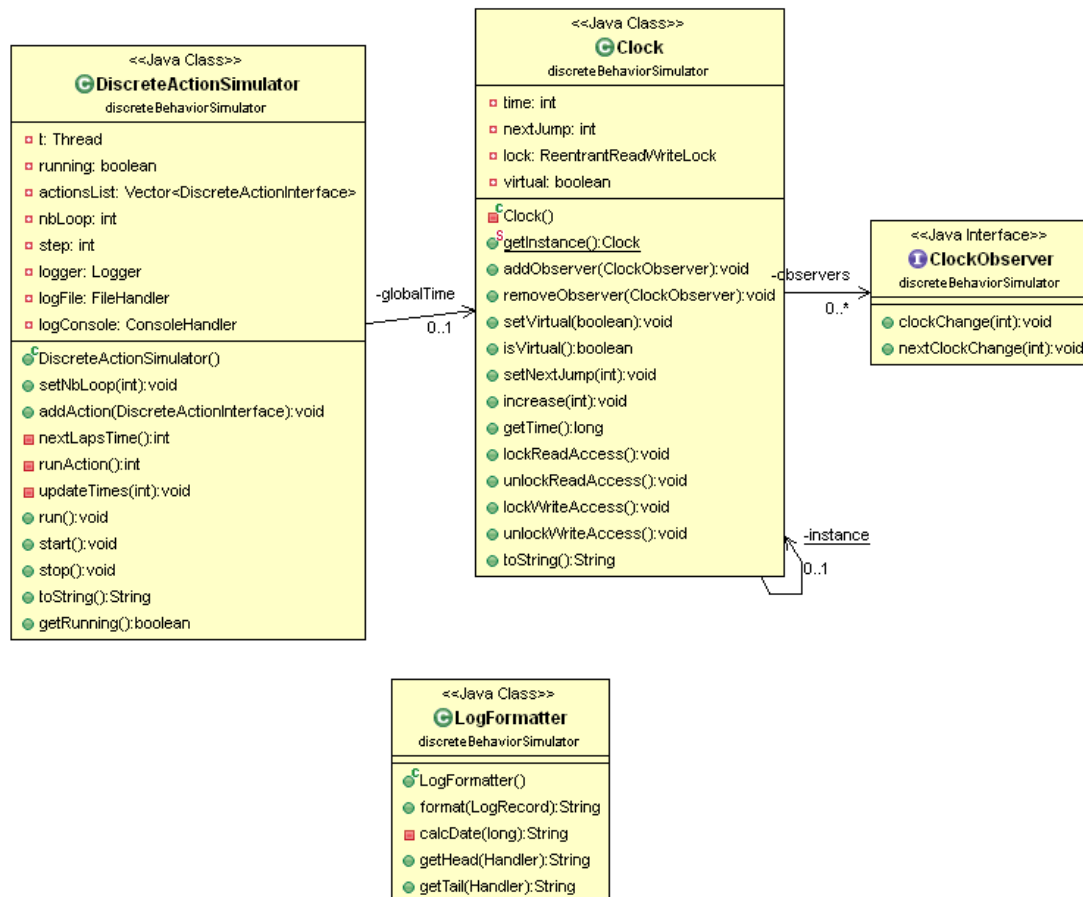 <<Java Class>>
DiscreteActionSimulator
discreteBehaviorSimulator
t: Thread
running: boolean
actionsList: Vector<DiscreteActionInterface>
nbLoop: int
step: int
logger: Logger
logFile: FileHandler
logConsole: ConsoleHandler
DiscreteActionSimulator()
setNbLoop(int):void
addAction(DiscreteActionInterface):void
nextLapsTime():int
runAction():int
updateTimes(int):void
run():void
start():void
stop():void
toString():String
getRunning():boolean
-globalTime
0..1
<<Java Class>>
Clock
discreteBehaviorSimulator
time: int
nextJump: int
lock: ReentrantReadWriteLock
virtual: boolean
Clock()
getInstance():Clock
addObserver(ClockObserver):void
removeObserver(ClockObserver):void
setVirtual(boolean):void
isVirtual():boolean
setNextJump(int):void
increase(int):void
getTime():long
lockReadAccess():void
unlockReadAccess():void
lockWriteAccess():void
unlockWriteAccess():void
toString():String
-observers
0..*
-instance
0..1
<<Java Interface>>
ClockObserver
discreteBehaviorSimulator
clockChange(int):void
nextClockChange(int):void
<<Java Class>>
LogFormatter
discreteBehaviorSimulator
LogFormatter()
format(LogRecord):String
calcDate(long):String
getHead(Handler):String
getTail(Handler):String